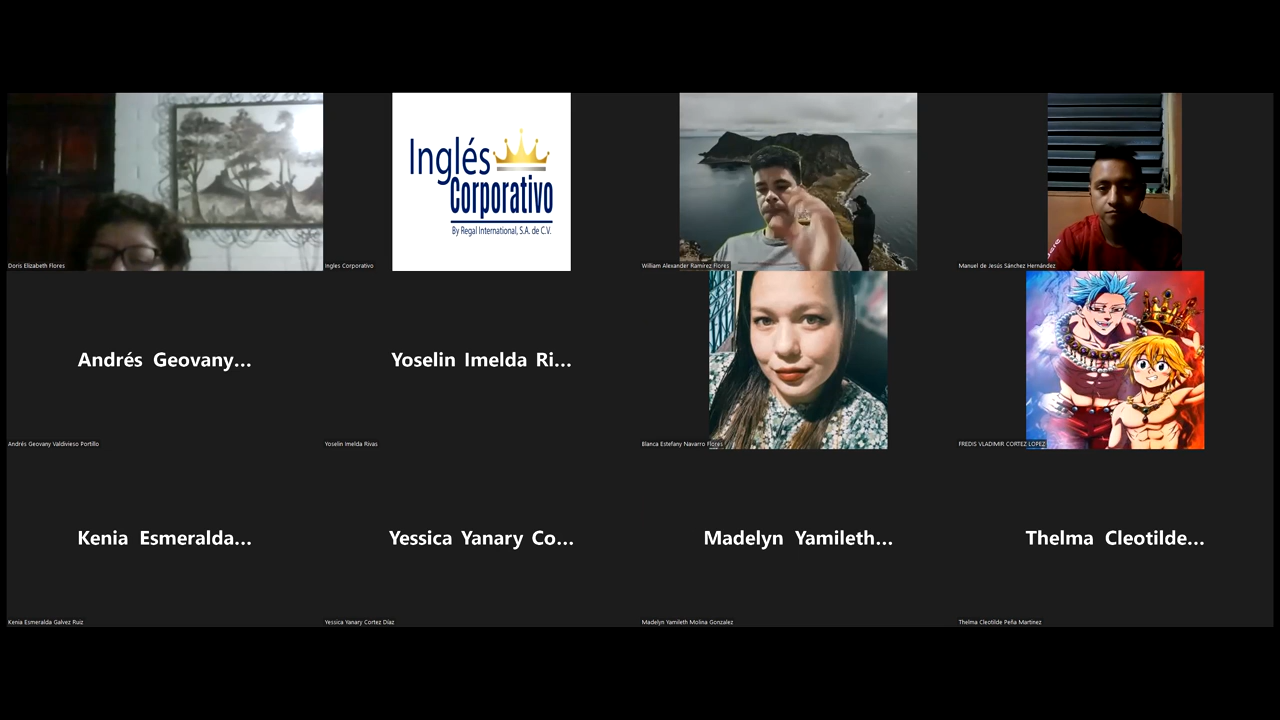 Inglés
Corporativo
By Regal International, S.A. de C.V.
Doris Elizabeth Flores
Ingles Corporativo
William Alexander Ramírez Flores
Manuel de Jesús Sánchez Hernández
Andrés Geovany...
Yoselin Imelda Ri...
Andrés Geovany Valdivieso Portillo
Yoselin Imelda Rivas
Blanca Estefany Navarro Flores
FREDIS VLADIMIR CORTEZ LOPEZ
Kenia Esmeralda...
Yessica Yanary Co...
Madelyn Yamileth...
Thelma Cleotilde...
Kenia Esmeralda Galvez Ruiz
Yessica Yanary Cortez Díaz
Madelyn Yamileth Molina Gonzalez
Thelma Cleotilde Peña Martinez